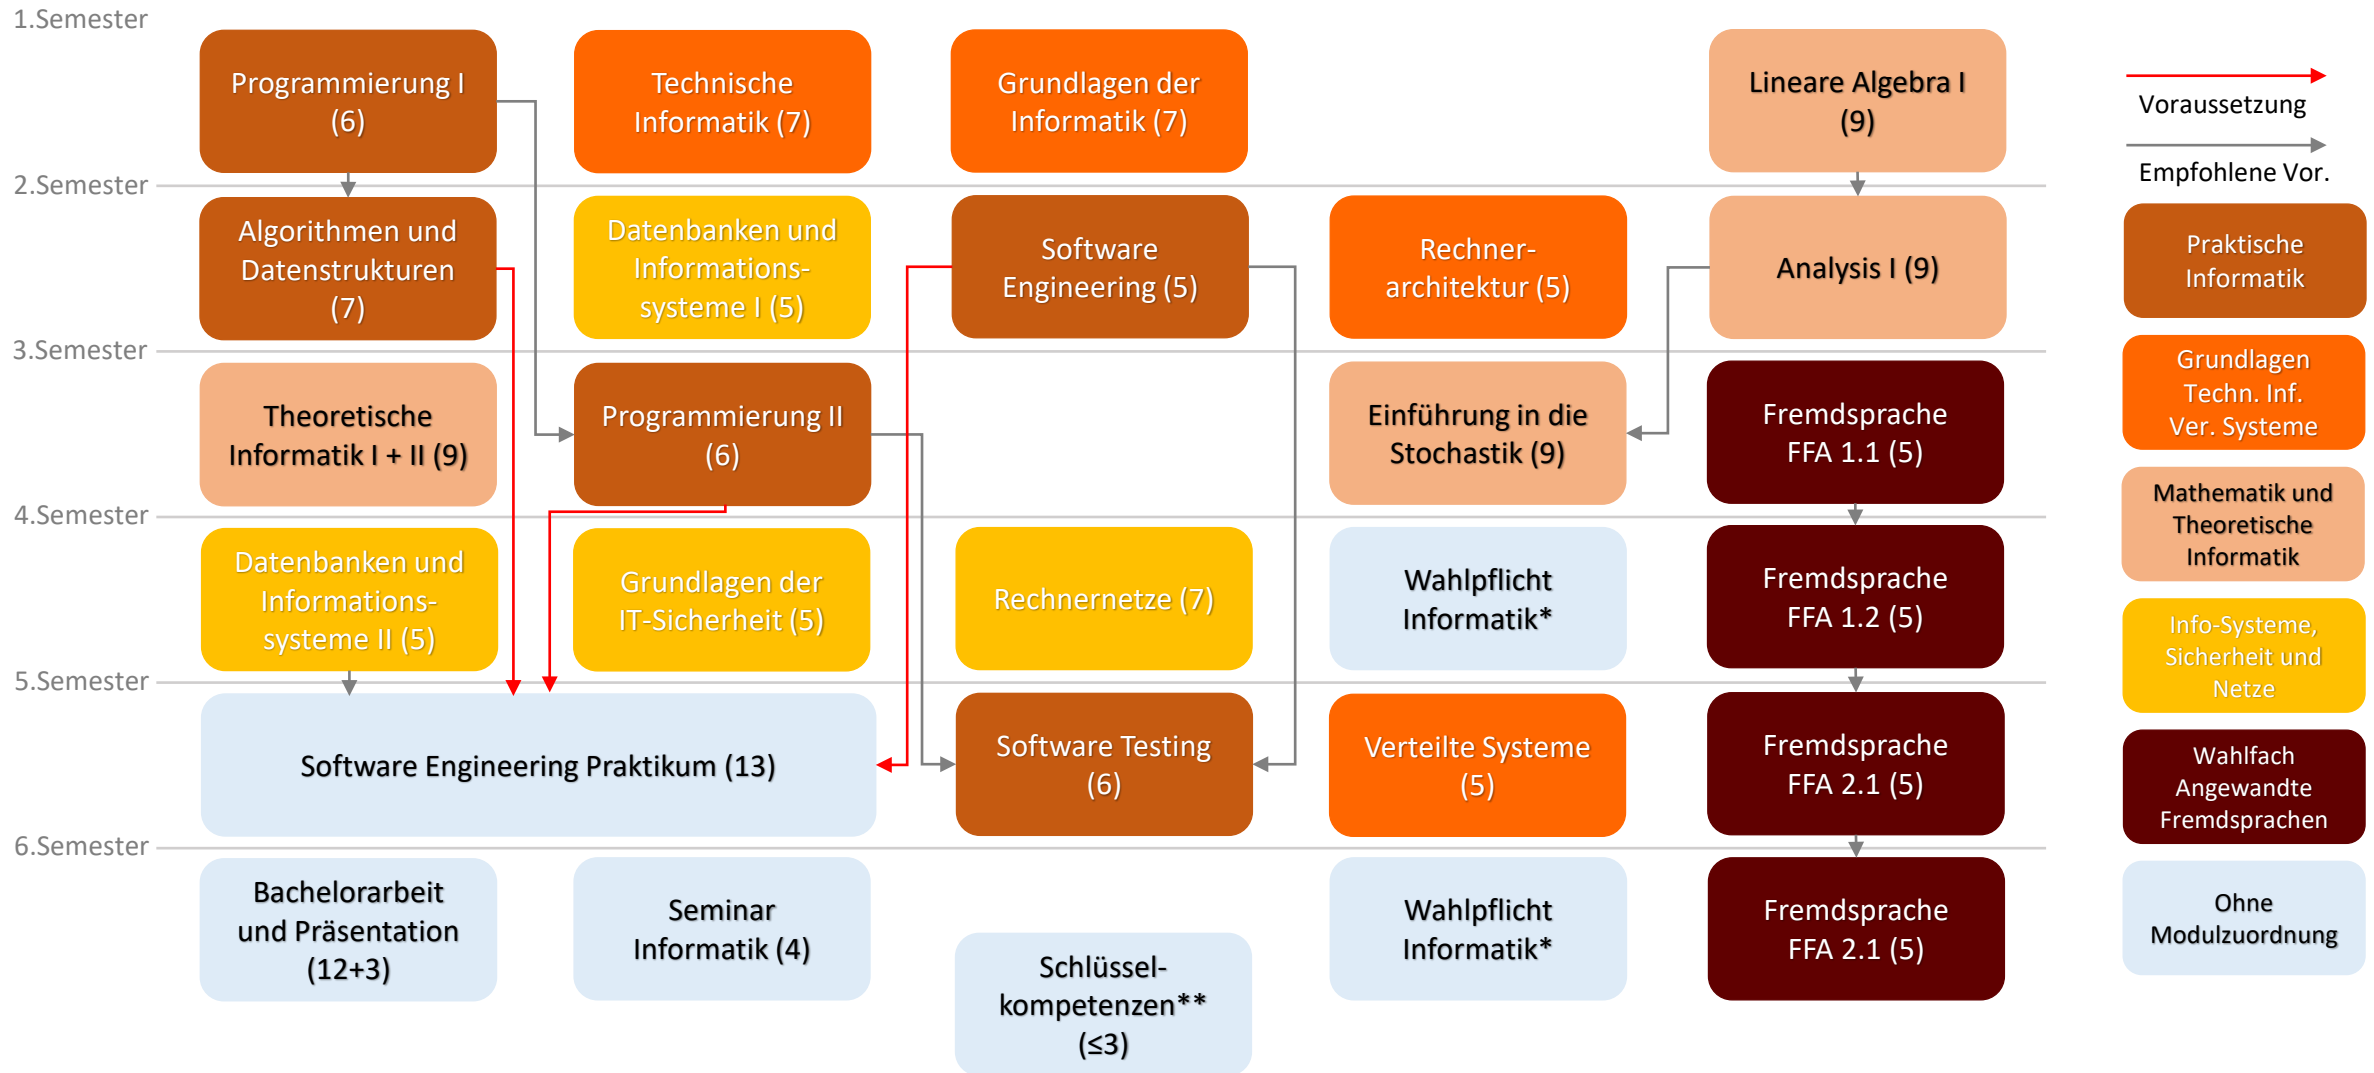 1.Semester
Programmierung I
(6)
Technische
Informatik (7)
Grundlagen der
Informatik (7)
Lineare Algebra I
(9)
2.Semester
Algorithmen und
Datenstrukturen
(7)
Datenbanken und
Informations-
systeme I (5)
Software
Engineering (5)
Rechner-
architektur (5)
Analysis I (9)
3.Semester
Theoretische
Informatik I + II (9)
Programmierung II
(6)
Einführung in die
Stochastik (9)
Fremdsprache
FFA 1.1 (5)
4.Semester
Datenbanken und
Informations-
systeme II (5)
Grundlagen der
IT-Sicherheit (5)
Rechnernetze (7)
Wahlpflicht
Informatik*
Fremdsprache
FFA 1.2 (5)
5.Semester
Software Engineering Praktikum (13)
Software Testing
(6)
Verteilte Systeme
(5)
Fremdsprache
FFA 2.1 (5)
6.Semester
Bachelorarbeit
und Präsentation
(12+3)
Seminar
Informatik (4)
Schlüssel-
kompetenzen**
(≤3)
Wahlpflicht
Informatik*
Fremdsprache
FFA 2.1 (5)
Voraussetzung
Empfohlene Vor.
Praktische
Informatik
Grundlagen
Techn. Inf.
Ver. Systeme
Mathematik und
Theoretische
Informatik
Info-Systeme,
Sicherheit und
Netze
Wahlfach
Angewandte
Fremdsprachen
Ohne
Modulzuordnung